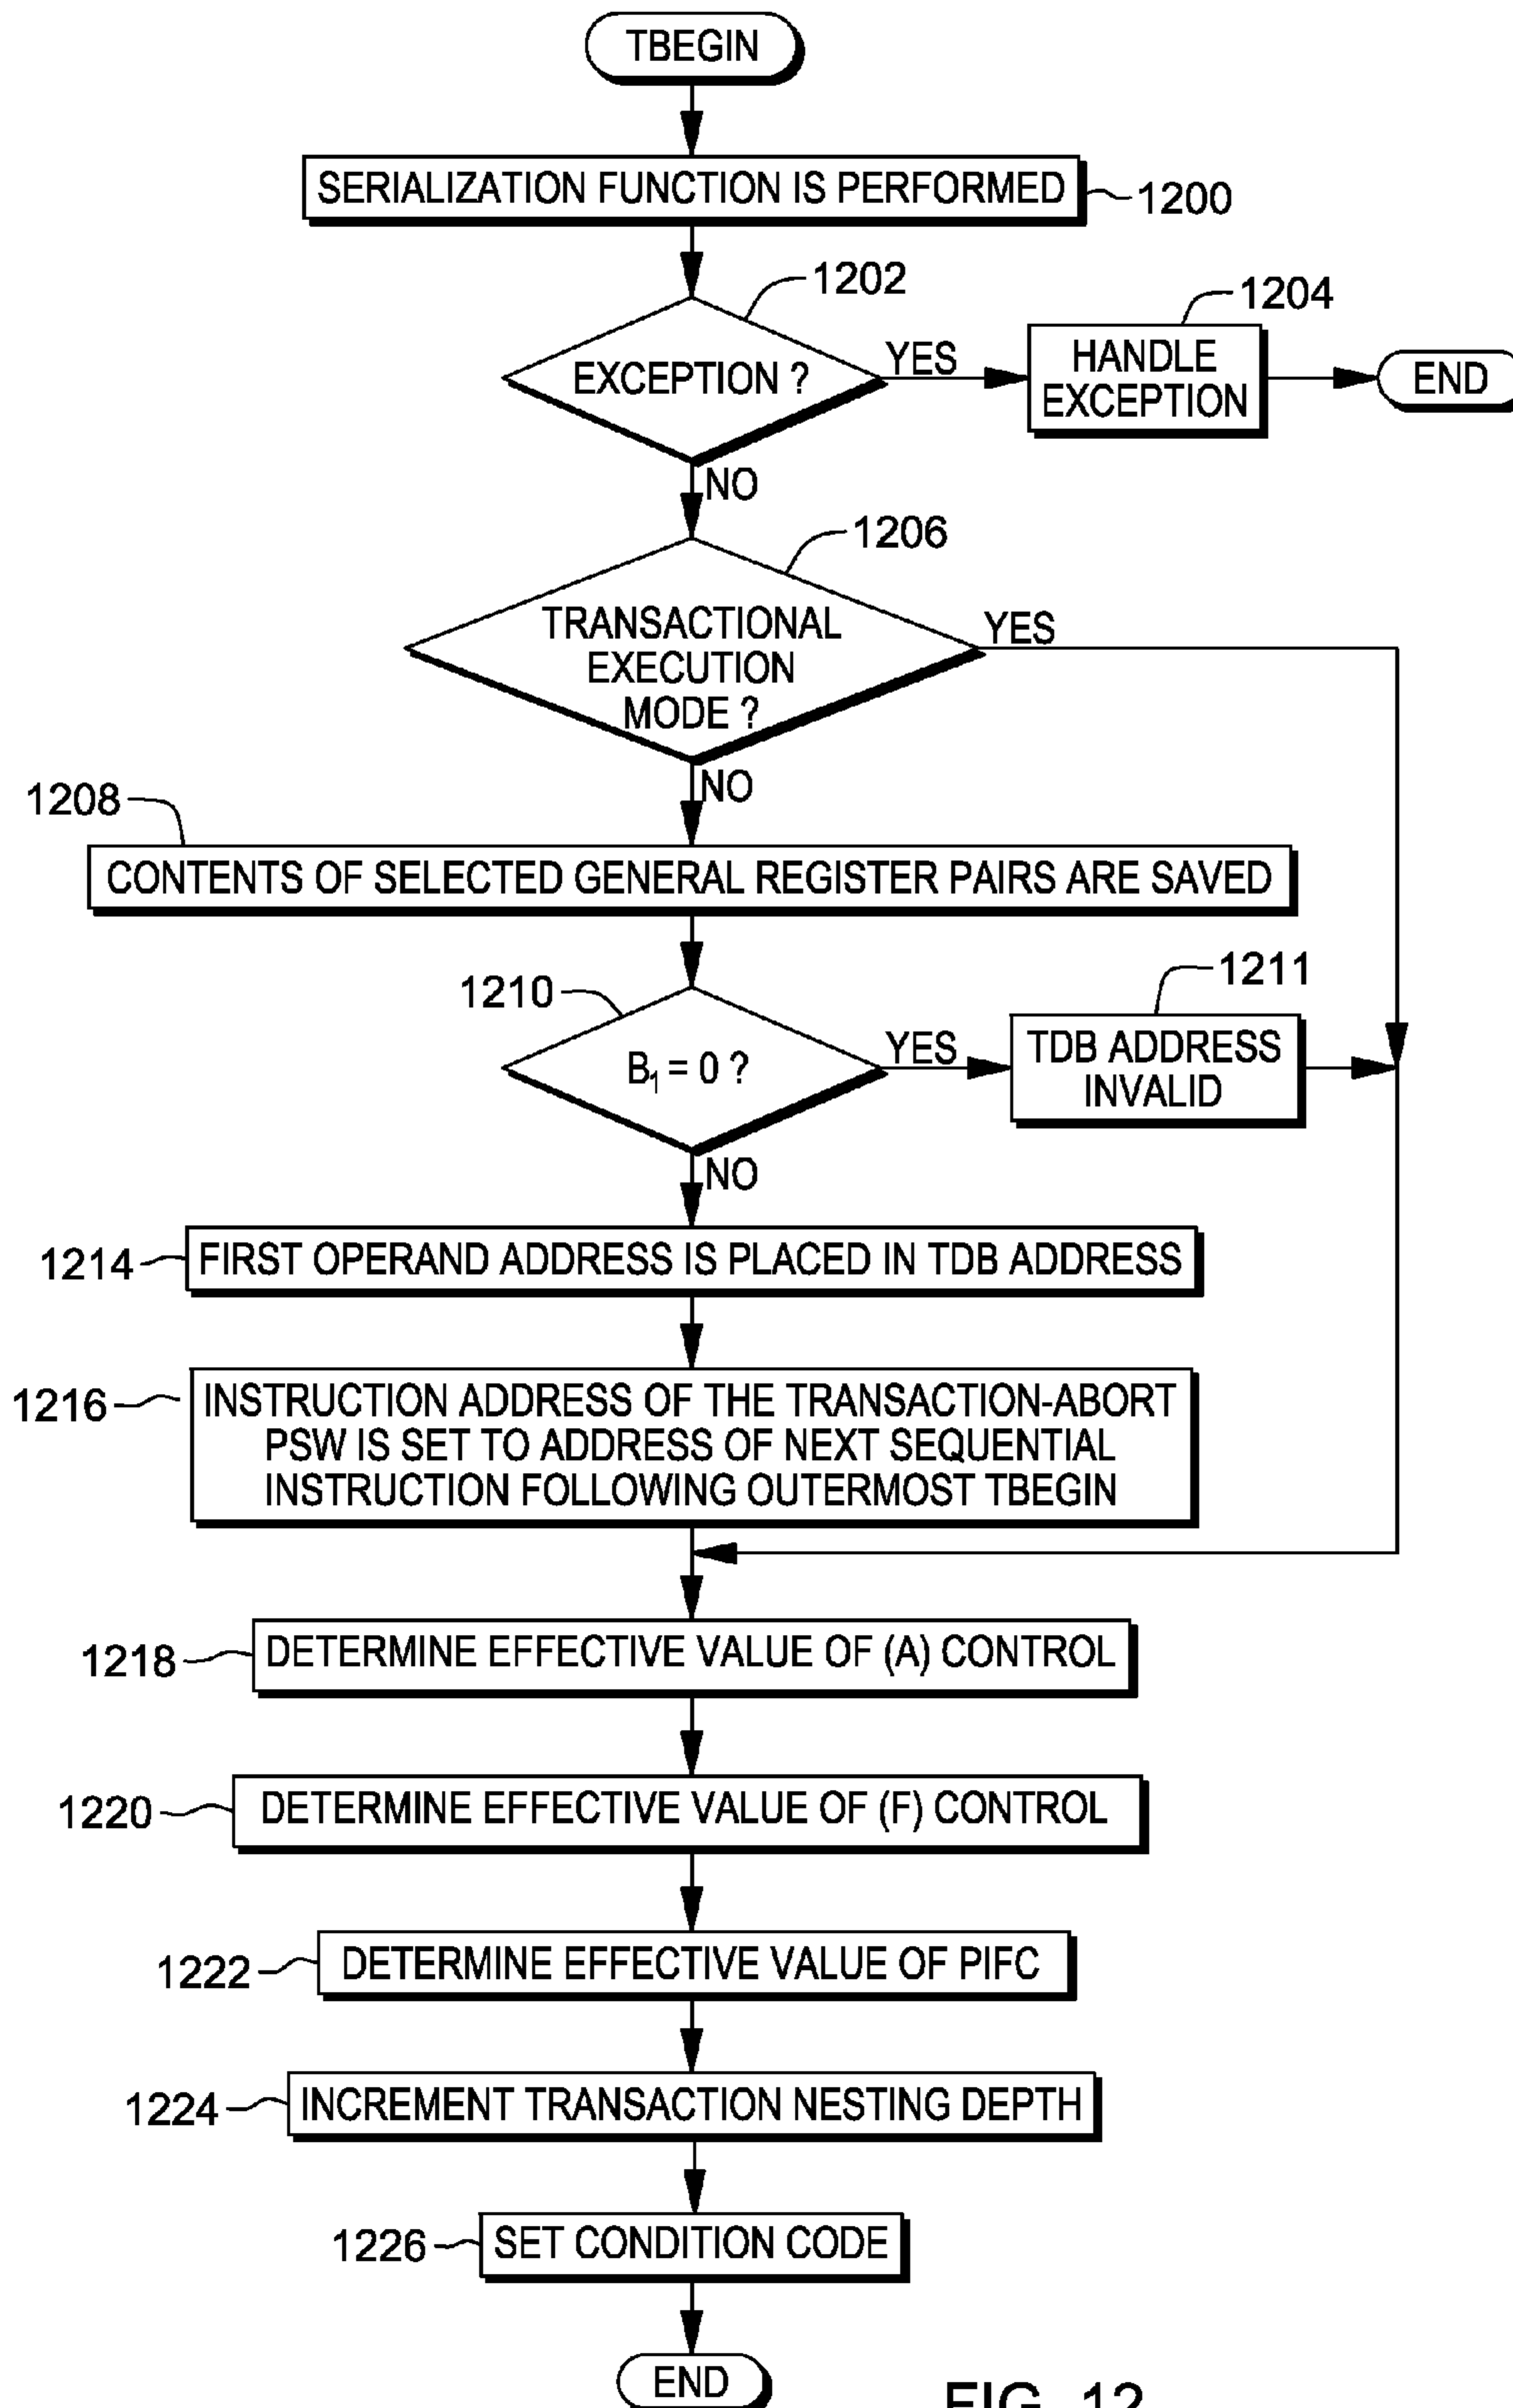 TBEGIN
SERIALIZATION FUNCTION IS PERFORMED
1200
1202
1204
EXCEPTION ?
YES
HANDLE
EXCEPTION
END
NO
1206
TRANSACTIONAL
EXECUTION
MODE ?
YES
NO
1208
CONTENTS OF SELECTED GENERAL REGISTER PAIRS ARE SAVED
1210
1211
B₁ = 0 ?
YES
TDB ADDRESS
INVALID
NO
1214
FIRST OPERAND ADDRESS IS PLACED IN TDB ADDRESS
1216
INSTRUCTION ADDRESS OF THE TRANSACTION-ABORT
PSW IS SET TO ADDRESS OF NEXT SEQUENTIAL
INSTRUCTION FOLLOWING OUTERMOST TBEGIN
1218
DETERMINE EFFECTIVE VALUE OF (A) CONTROL
1220
DETERMINE EFFECTIVE VALUE OF (F) CONTROL
1222
DETERMINE EFFECTIVE VALUE OF PIFC
1224
INCREMENT TRANSACTION NESTING DEPTH
1226
SET CONDITION CODE
END
FIG. 12